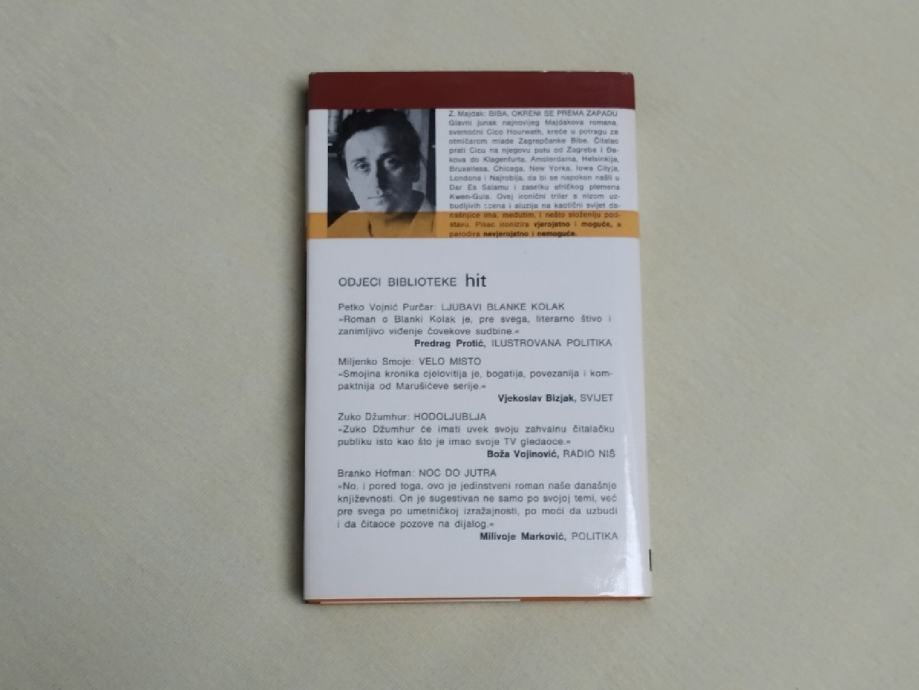 Z. Majdak: BIBA, OKRENI SE PREMA ZAPADU
Glavni junak najnovijeg Majdakova romana,
svemoćni Cico Hourwath, kreće u potragu za
otmičarom mlade Zagrepčanke Bibe. Čitalac
prati Cicu na njegovu putu od Zagreba i Đa-
kova do Klagenfurta, Amsterdama, Helsinkija,
Bruxellesa, Chicaga, New Yorka, Iowa Cityja,
Londona i Najrobija, da bi se napokon našli u
Dar Es Salamu i zaselku afričkog plemena
Kwen-Gula. Ovaj ironični triler s nizom uz-
budljivih scena i aluzija na kaotični svijet da-
našnjice ima, međutim, i nešto složeniju pod-
stavu. Pisac ironizira vjerojatno i moguće, a
parodira nevjerojatno i nemoguće.
ODJECI BIBLIOTEKE hit
Petko Vojnić Purčar: LJUBAVI BLANKE KOLAK
»Roman o Blanki Kolak je, pre svega, literarno štivo i
zanimljivo viđenje čovekove sudbine.«
Predrag Protić, ILUSTROVANA POLITIKA
Miljenko Smoje: VELO MISTO
»Smojina kronika cjelovitija je, bogatija, povezanija i kom-
paktnija od Marušićeve serije.«
Vjekoslav Bizjak, SVIJET
Zuko Džumhur: HODOLJUBLJA
»Zuko Džumhur će imati uvek svoju zahvalnu čitalačku
publiku isto kao što je imao svoje TV gledaoce.«
Boža Vojinović, RADIO NIŠ
Branko Hofman: NOĆ DO JUTRA
»No, i pored toga, ovo je jedinstveni roman naše današnje
književnosti. On je sugestivan ne samo po svojoj temi, već
pre svega po umetničkoj izražajnosti, po moći da uzbudi
i da čitaoce pozove na dijalog.«
Milivoje Marković, POLITIKA